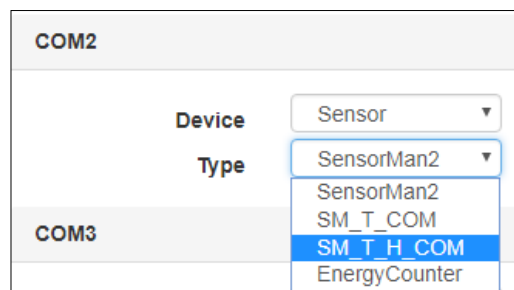 COM2
Device Sensor
Type SensorMan2
SensorMan2
SM_T_COM
COM3
SM_T_H_COM
EnergyCounter